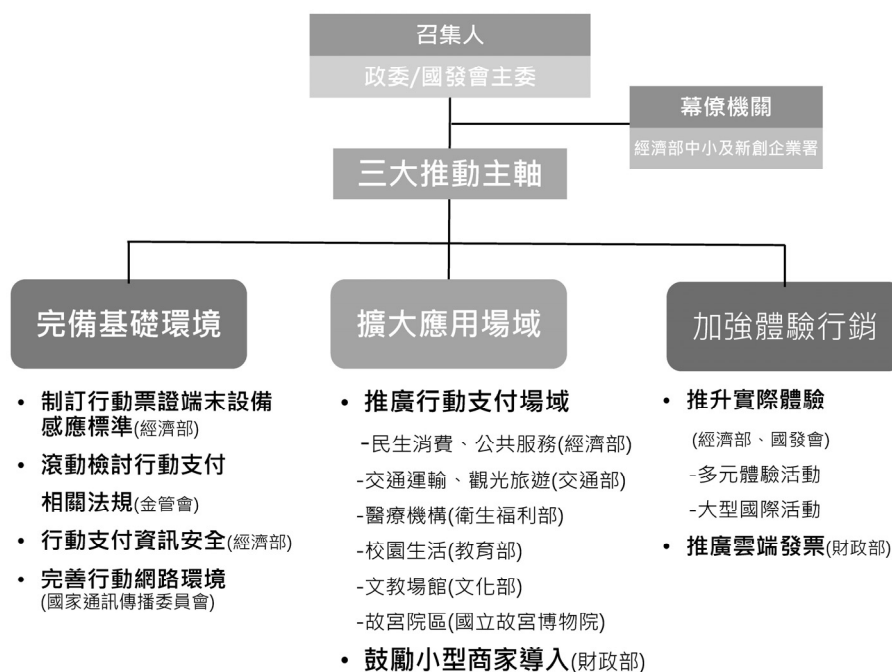 召集人
政委/國發會主委
幕僚機關
經濟部中小及新創企業署
三大推動主軸
完備基礎環境
• 制訂行動票證端末設備
感應標準(經濟部)
• 滾動檢討行動支付
相關法規(金管會)
• 行動支付資訊安全(經濟部)
• 完善行動網路環境
(國家通訊傳播委員會)
擴大應用場域
• 推廣行動支付場域
-民生消費、公共服務(經濟部)
-交通運輸、觀光旅遊(交通部)
-醫療機構(衛生福利部)
-校園生活(教育部)
-文教場館(文化部)
-故宮院區(國立故宮博物院)
• 鼓勵小型商家導入(財政部)
加強體驗行銷
• 推升實際體驗
(經濟部、國發會)
-多元體驗活動
-大型國際活動
• 推廣雲端發票(財政部)